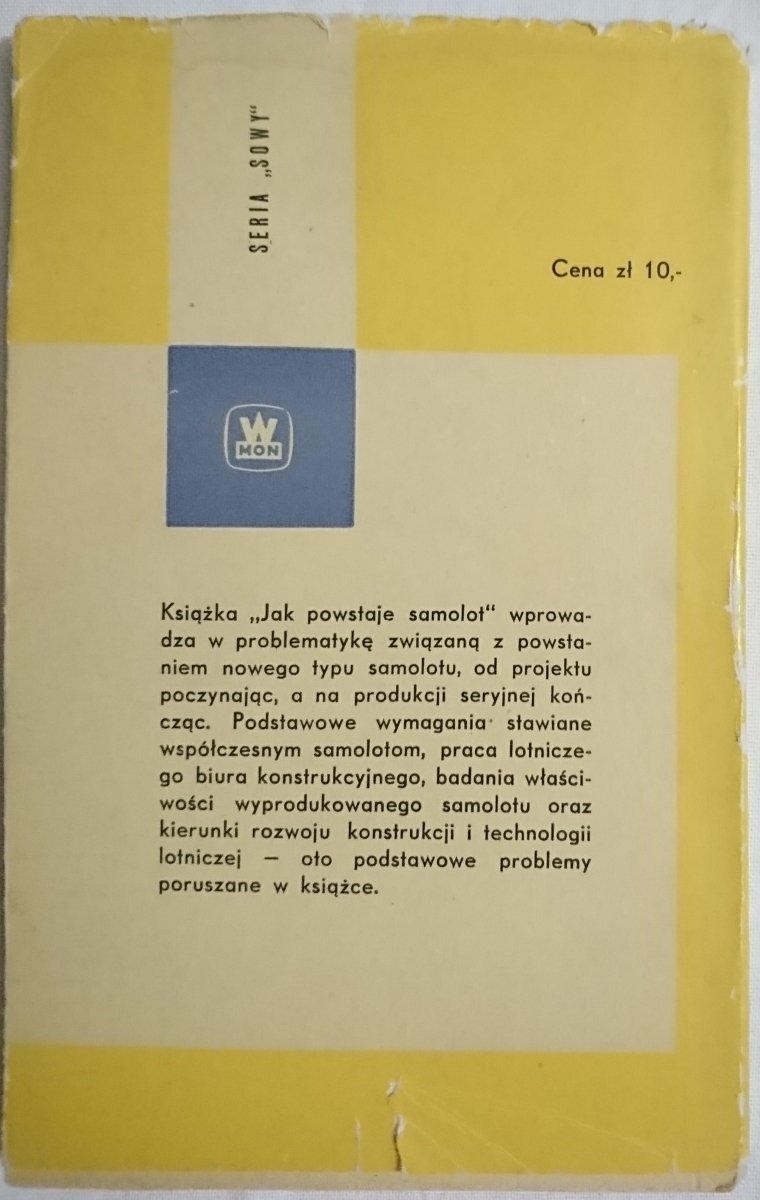 SERIA „SOWY“
Cena zł 10,-
W
MON
Książka „Jak powstaje samolot“ wprowa-
dza w problematykę związaną z powsta-
niem nowego typu samolotu, od projektu
poczynając, a na produkcji seryjnej koń-
cząc. Podstawowe wymagania stawiane
współczesnym samolotom, praca lotnicze-
go biura konstrukcyjnego, badania właści-
wości wyprodukowanego samolotu oraz
kierunki rozwoju konstrukcji i technologii
lotniczej — oto podstawowe problemy
poruszane w książce.